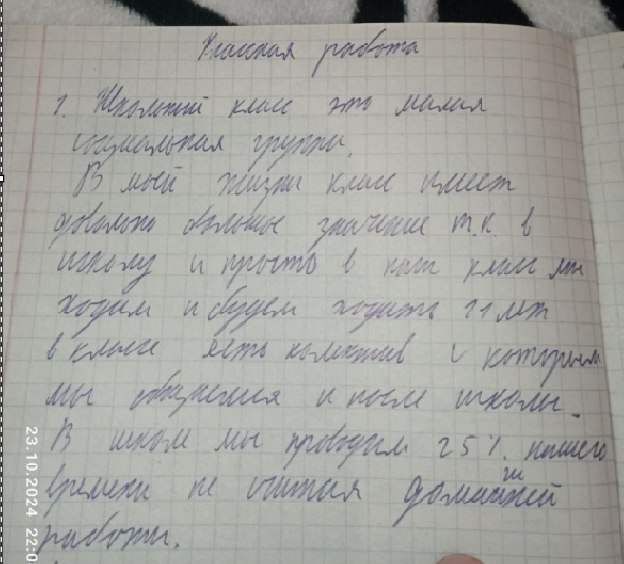 Классная работа
1. Школьный класс это малая
социальная группа.
В моей жизни класс имеет
довольно большое значение т.к. в
школу и просто в наш класс мы
ходим и будем ходить 11 лет
в классе есть колектив с которым
мы общаемся и после школы.
В школе мы проводим 25%. нашего
времени не считая домашней
работы.
23.10.2024 22:0